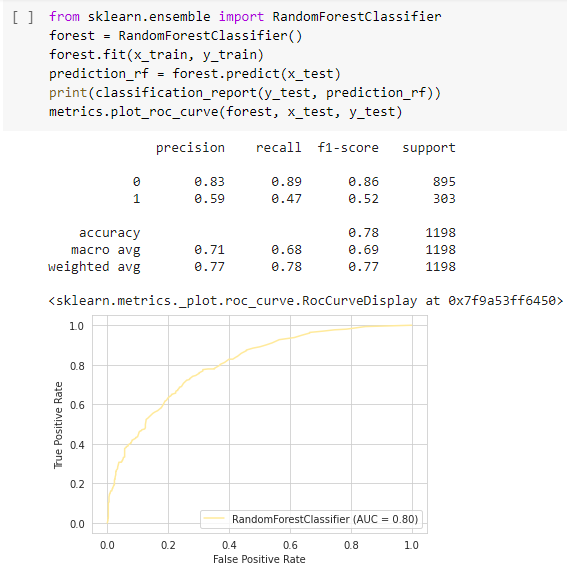 [ ] from sklearn.ensemble import RandomForestClassifier
forest = RandomForestClassifier()
forest.fit(x_train, y_train)
prediction_rf = forest.predict(x_test)
print(classification_report(y_test, prediction_rf))
metrics.plot_roc_curve(forest, x_test, y_test)
precision recall f1-score support
0 0.83 0.89 0.86 895
1 0.59 0.47 0.52 303
accuracy 0.78 1198
macro avg 0.71 0.68 0.69 1198
weighted avg 0.77 0.78 0.77 1198
<sklearn.metrics._plot.roc_curve.RocCurveDisplay at 0x7f9a53ff6450>
True Positive Rate
1.0
0.8
0.6
0.4
0.2
0.0
RandomForestClassifier (AUC = 0.80)
0.0 0.2 0.4 0.6 0.8 1.0
False Positive Rate